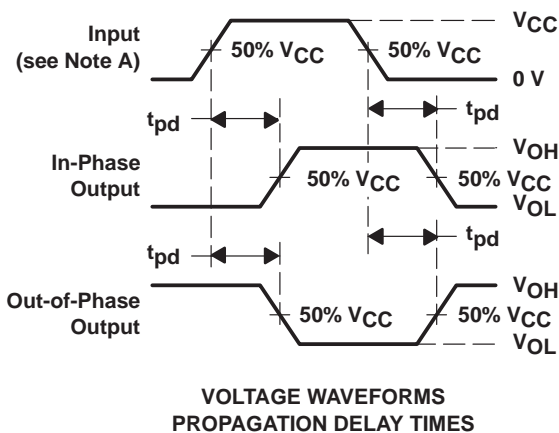 Input
(see Note A)
50% VCC
50% VCC
VCC
0 V
tpd
tpd
In-Phase
Output
50% VCC
VOH
50% VCC
VOL
tpd
tpd
Out-of-Phase
Output
50% VCC
VOH
50% VCC
VOL
VOLTAGE WAVEFORMS
PROPAGATION DELAY TIMES